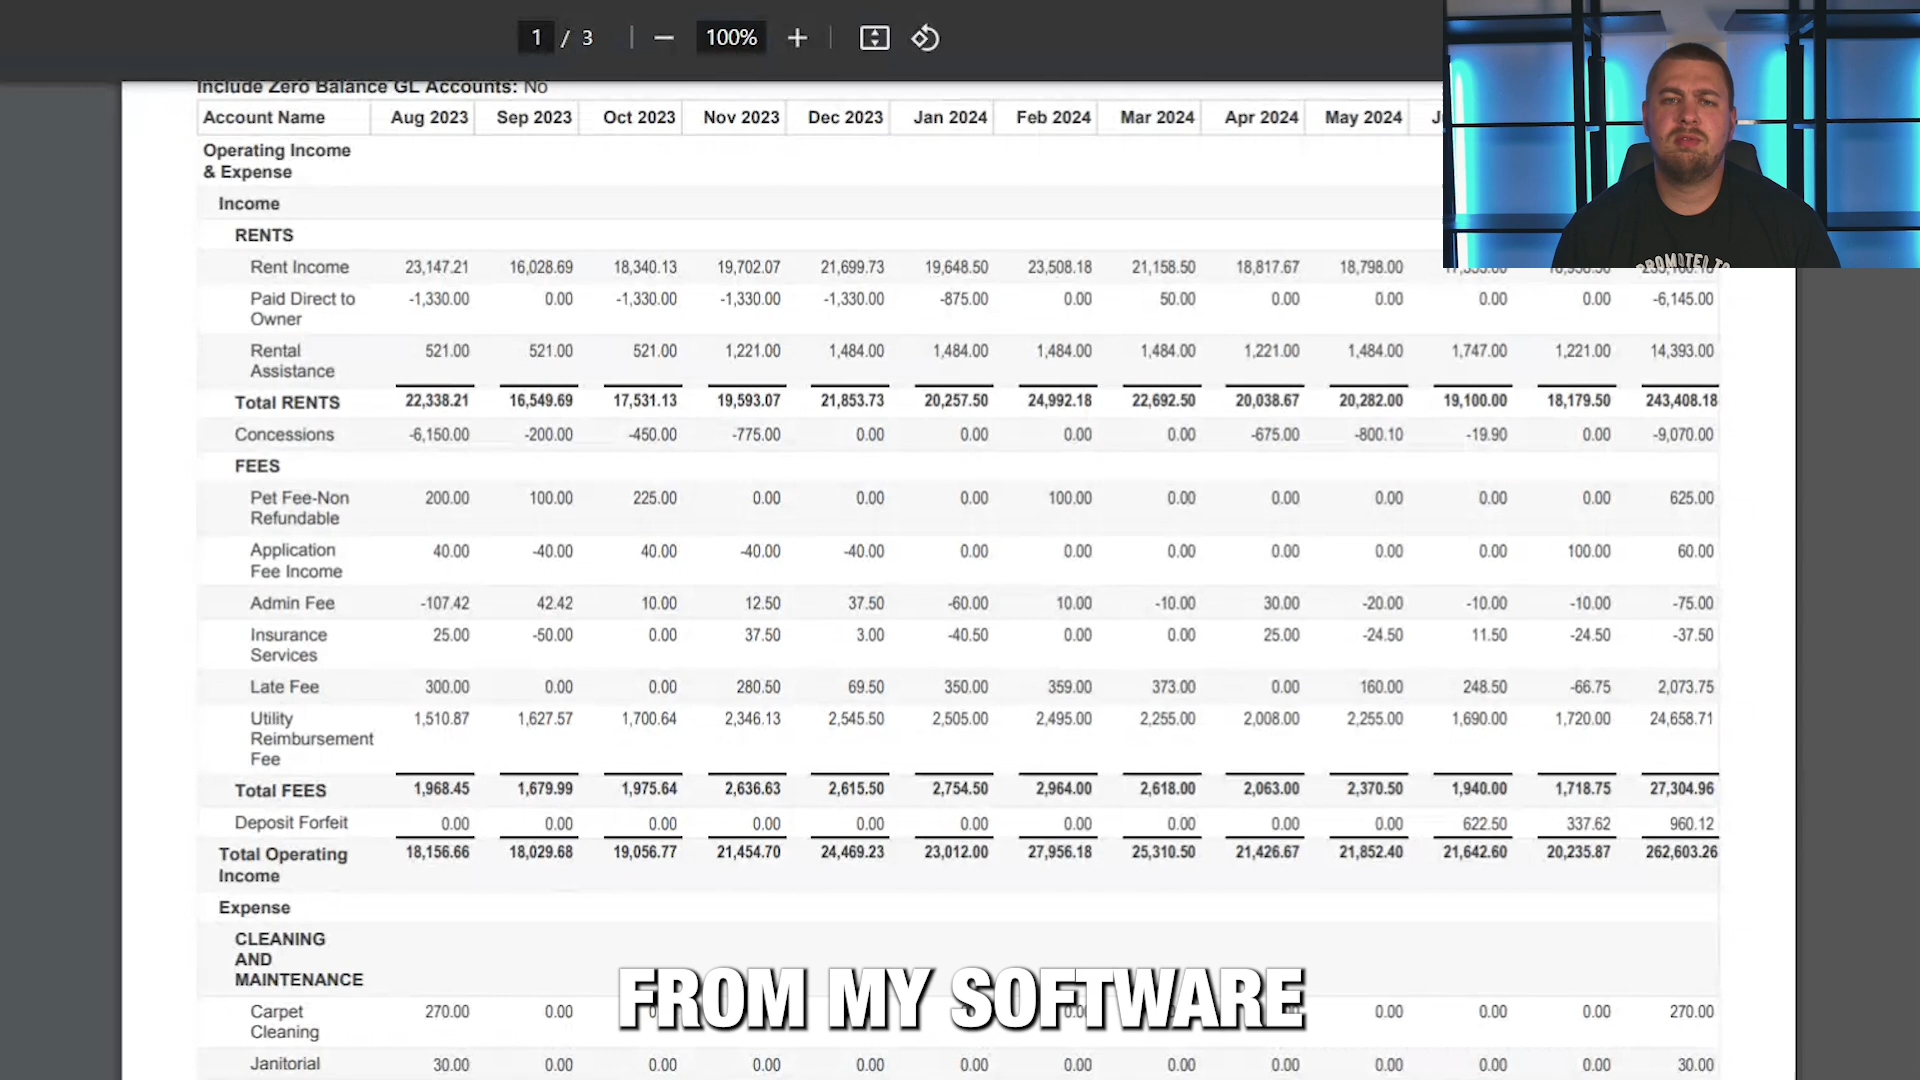 1 / 3 100%
Include Zero Balance GL Accounts: No
Account Name Aug 2023 Sep 2023 Oct 2023 Nov 2023 Dec 2023 Jan 2024 Feb 2024 Mar 2024 Apr 2024 May 2024
Operating Income
& Expense
Income
RENTS
Rent Income 23,147.21 16,028.69 18,340.13 19,702.07 21,699.73 19,648.50 23,508.18 21,158.50 18,817.67 18,798.00
Paid Direct to -1,330.00 0.00 -1,330.00 -1,330.00 -1,330.00 -875.00 0.00 50.00 0.00 0.00 0.00 0.00 -6,145.00
Owner
Rental 521.00 521.00 521.00 1,221.00 1,484.00 1,484.00 1,484.00 1,484.00 1,221.00 1,484.00 1,747.00 1,221.00 14,393.00
Assistance
Total RENTS 22,338.21 16,549.69 17,531.13 19,593.07 21,853.73 20,257.50 24,992.18 22,692.50 20,038.67 20,282.00 19,100.00 18,179.50 243,408.18
Concessions -6,150.00 -200.00 -450.00 -775.00 0.00 0.00 0.00 0.00 -675.00 -800.10 -19.90 0.00 -9,070.00
FEES
Pet Fee-Non 200.00 100.00 225.00 0.00 0.00 0.00 100.00 0.00 0.00 0.00 0.00 0.00 625.00
Refundable
Application 40.00 -40.00 40.00 -40.00 -40.00 0.00 0.00 0.00 0.00 0.00 0.00 100.00 60.00
Fee Income
Admin Fee -107.42 42.42 10.00 12.50 37.50 -60.00 10.00 -10.00 30.00 -20.00 -10.00 -10.00 -75.00
Insurance 25.00 -50.00 0.00 37.50 3.00 -40.50 0.00 0.00 25.00 -24.50 11.50 -24.50 -37.50
Services
Late Fee 300.00 0.00 0.00 280.50 69.50 350.00 359.00 373.00 0.00 160.00 248.50 -66.75 2,073.75
Utility 1,510.87 1,627.57 1,700.64 2,346.13 2,545.50 2,505.00 2,495.00 2,255.00 2,008.00 2,255.00 1,690.00 1,720.00 24,658.71
Reimbursement
Fee
Total FEES 1,968.45 1,679.99 1,975.64 2,636.63 2,615.50 2,754.50 2,964.00 2,618.00 2,063.00 2,370.50 1,940.00 1,718.75 27,304.96
Deposit Forfeit 0.00 0.00 0.00 0.00 0.00 0.00 0.00 0.00 0.00 0.00 622.50 337.62 960.12
Total Operating 18,156.66 18,029.68 19,056.77 21,454.70 24,469.23 23,012.00 27,956.18 25,310.50 21,426.67 21,852.40 21,642.60 20,235.87 262,603.26
Income
Expense
CLEANING
AND
MAINTENANCE
Carpet 270.00 0.00 0.00 0.00 0.00 270.00
Cleaning
Janitorial 30.00 0.00 0.00 0.00 0.00 0.00 0.00 0.00 0.00 0.00 0.00 0.00 30.00
FROM MY SOFTWARE
PROMOTED TO